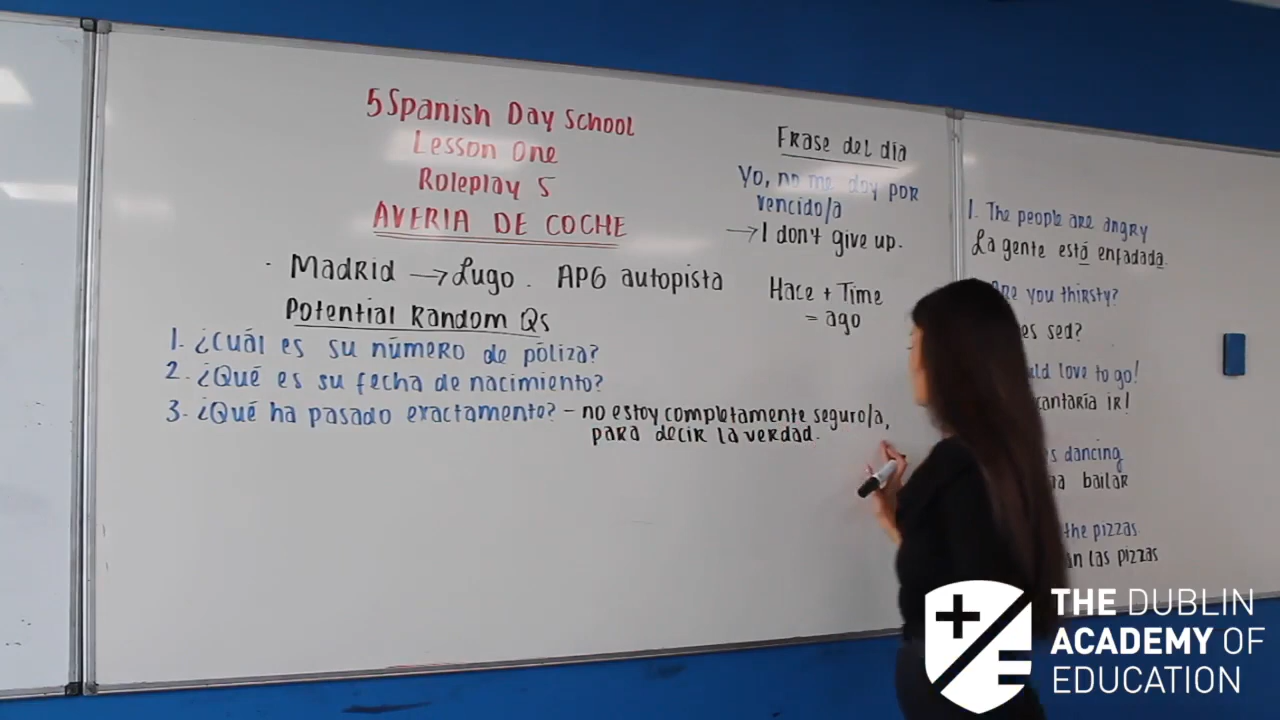 5 Spanish Day School
Lesson One
Roleplay 5
AVERIA DE COCHE
· Madrid → Lugo. AP6 autopista
Potential Random Qs
1. ¿Cuál es su número de póliza?
2. ¿Qué es su fecha de nacimiento?
3. ¿Qué ha pasado exactamente? – no estoy completamente seguro/a,
para decir la verdad.
Frase del día
Yo, no me doy por
vencido/a
→ I don't give up.
Hace + Time
= ago
1. The people are angry
La gente está enfadada.
you thirsty?
sed?
love to go!
ir!
dancing
bailar
the pizzas
las pizzas
THE DUBLIN
ACADEMY OF
EDUCATION